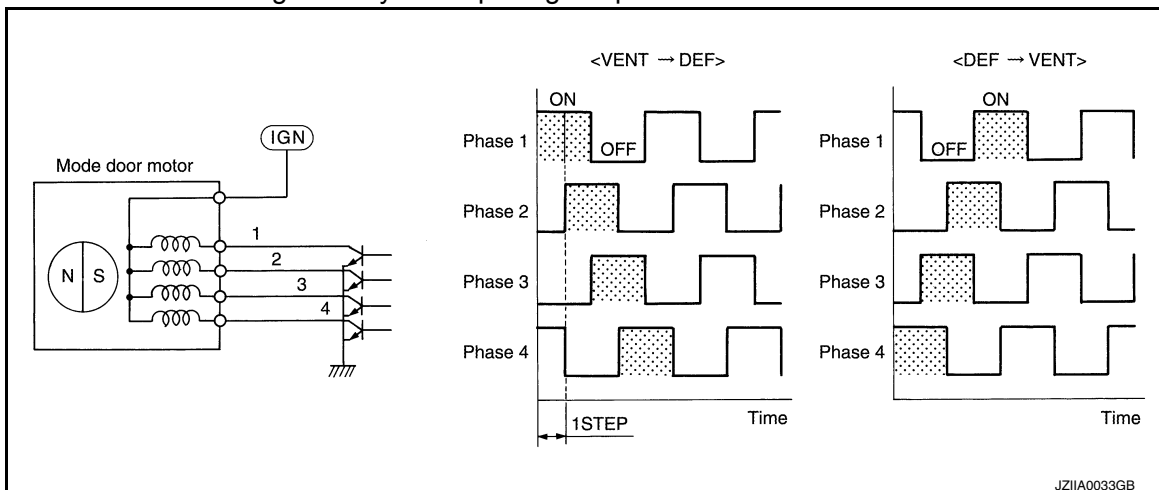 <VENT → DEF>
<DEF → VENT>
IGN
Mode door motor
N S
1
2
3
4
ON
OFF
Phase 1
Phase 2
Phase 3
Phase 4
1STEP
Time
ON
OFF
Phase 1
Phase 2
Phase 3
Phase 4
Time
JZIIA0033GB